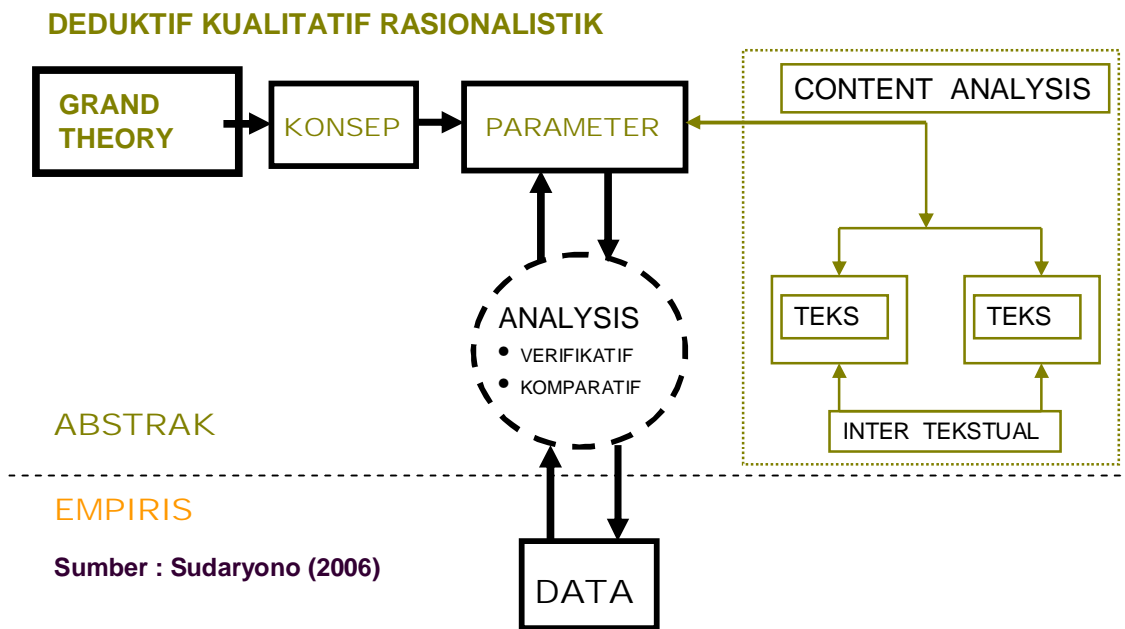 DEDUKTIF KUALITATIF RASIONALISTIK
GRAND
THEORY
KONSEP
PARAMETER
CONTENT ANALYSIS
TEKS
TEKS
INTER TEKSTUAL
ANALYSIS
• VERIFIKATIF
• KOMPARATIF
ABSTRAK
EMPIRIS
Sumber : Sudaryono (2006)
DATA